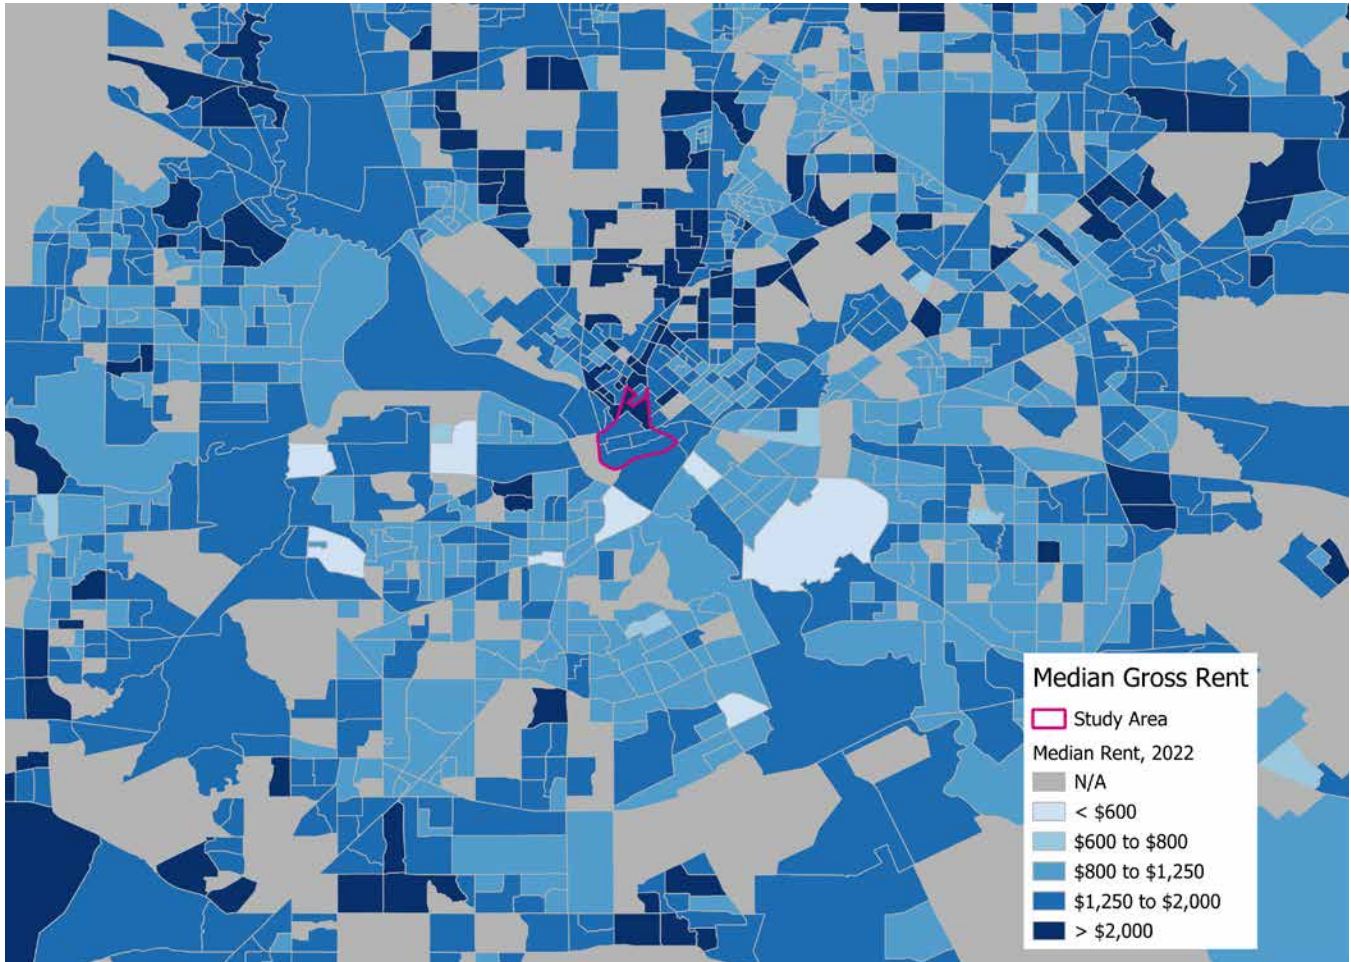 Median Gross Rent
Study Area
Median Rent, 2022
N/A
< $600
$600 to $800
$800 to $1,250
$1,250 to $2,000
> $2,000